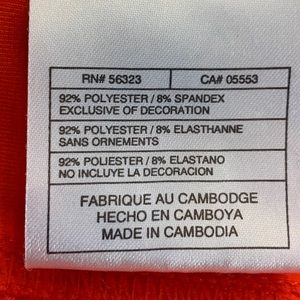 RN# 56323 CA# 05553
92% POLYESTER / 8% SPANDEX
EXCLUSIVE OF DECORATION
92% POLYESTER / 8% ELASTHANNE
SANS ORNEMENTS
92% POLIESTER / 8% ELASTANO
NO INCLUYE LA DECORACION
FABRIQUE AU CAMBODGE
HECHO EN CAMBOYA
MADE IN CAMBODIA